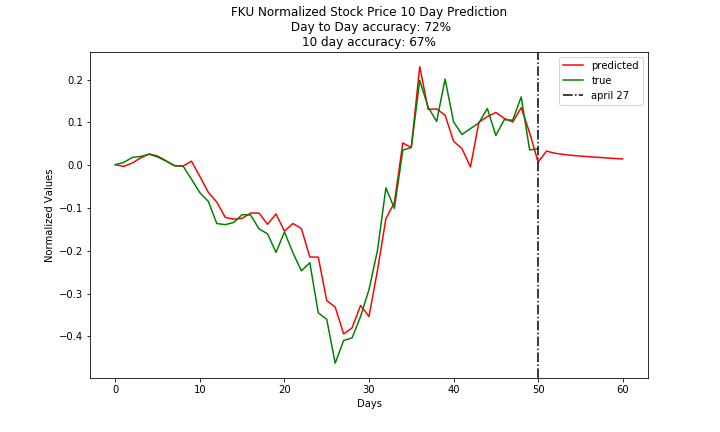 FKU Normalized Stock Price 10 Day Prediction
Day to Day accuracy: 72%
10 day accuracy: 67%
predicted
true
april 27
0.2
0.1
0.0
−0.1
−0.2
−0.3
−0.4
Normalized Values
0 10 20 30 40 50 60
Days